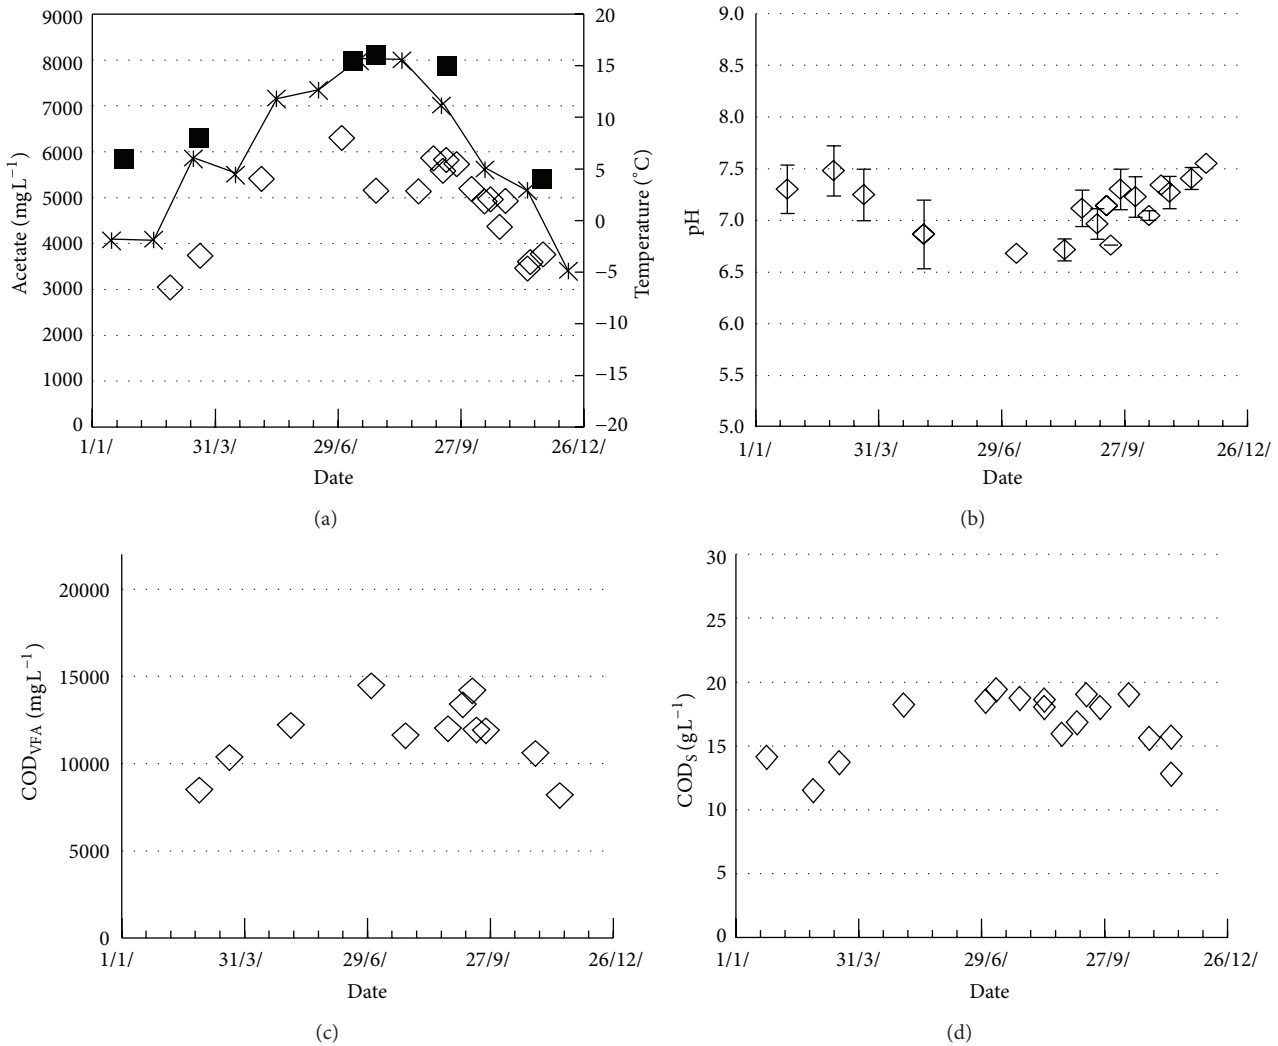 9000
8000
7000
6000
5000
4000
3000
2000
1000
0
Acetate (mgL⁻¹)
20
15
10
5
0
−5
−10
−15
−20
Temperature (°C)
1/1/ 31/3/ 29/6/ 27/9/ 26/12/
Date
(a)
9.0
8.5
8.0
7.5
7.0
6.5
6.0
5.5
5.0
pH
1/1/ 31/3/ 29/6/ 27/9/ 26/12/
Date
(b)
20000
15000
10000
5000
0
COD_VFA (mgL⁻¹)
1/1/ 31/3/ 29/6/ 27/9/ 26/12/
Date
(c)
30
25
20
15
10
5
0
COD_S (gL⁻¹)
1/1/ 31/3/ 29/6/ 27/9/ 26/12/
Date
(d)